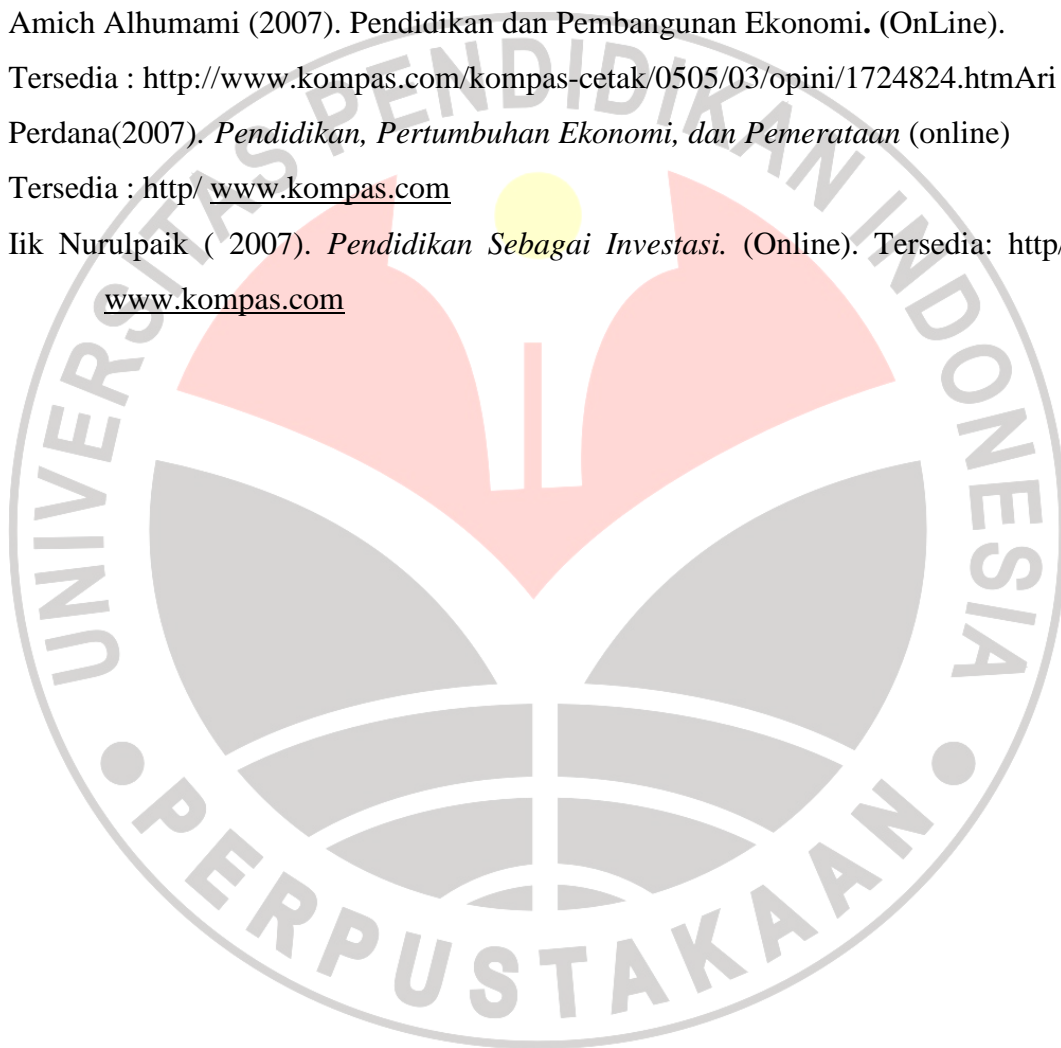 Amich Alhumami (2007). Pendidikan dan Pembangunan Ekonomi. (OnLine).
Tersedia : http://www.kompas.com/kompas-cetak/0505/03/opini/1724824.htmAri
Perdana(2007). Pendidikan, Pertumbuhan Ekonomi, dan Pemerataan (online)
Tersedia : http/ www.kompas.com
Iik Nurulpaik ( 2007). Pendidikan Sebagai Investasi. (Online). Tersedia: http/
www.kompas.com
UNIVERSITAS PENDIDIKAN INDONESIA
PERPUSTAKAAN